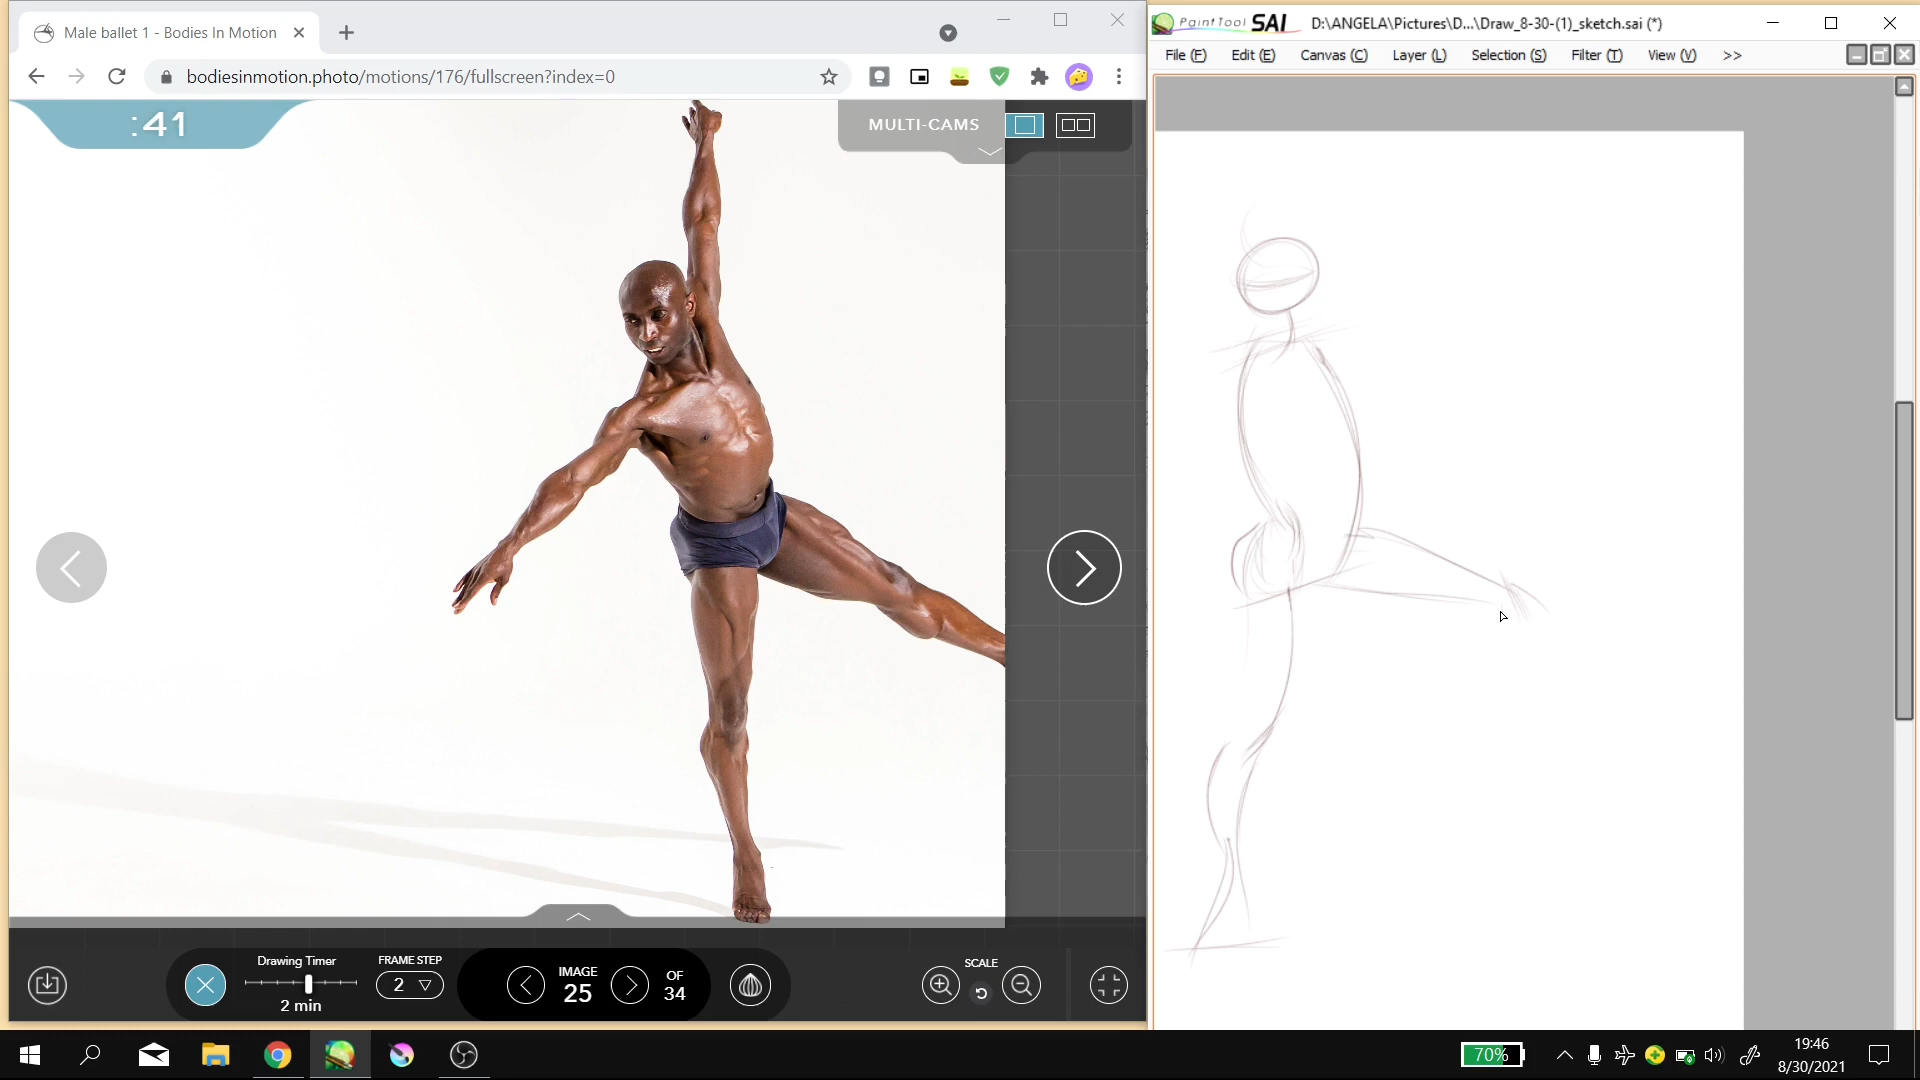 Male ballet 1 - Bodies In Motion
PaintTool SAI D:\ANGELA\Pictures\D...\Draw_8-30-(1)_sketch.sai (*)
bodiesinmotion.photo/motions/176/fullscreen?index=0
File (F) Edit (E) Canvas (C) Layer (L) Selection (S) Filter (T) View (V) >>
:41
MULTI-CAMS
Drawing Timer
2 min
FRAME STEP
2
IMAGE
25
OF
34
SCALE
70%
19:46
8/30/2021